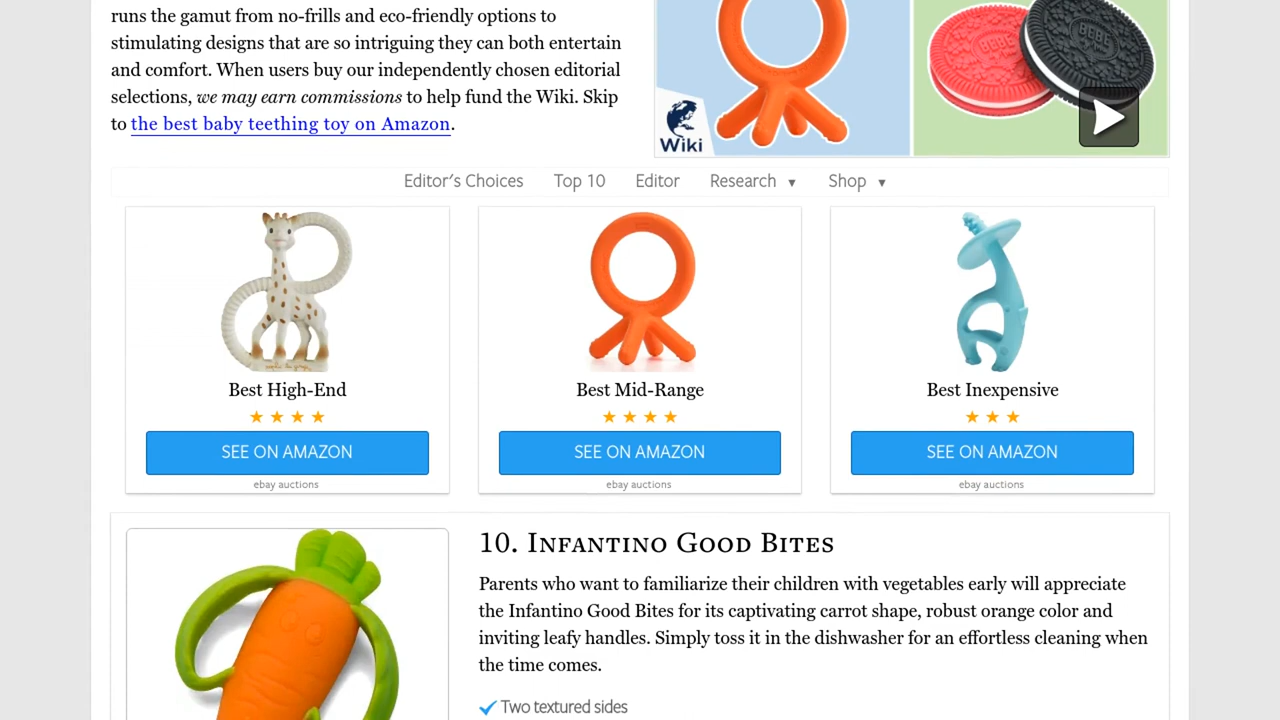 runs the gamut from no-frills and eco-friendly options to
stimulating designs that are so intriguing they can both entertain
and comfort. When users buy our independently chosen editorial
selections, we may earn commissions to help fund the Wiki. Skip
to the best baby teething toy on Amazon.
Wiki
BEBE
BEBE
Editor's Choices Top 10 Editor Research ▼ Shop ▼
Best High-End
★ ★ ★ ★
SEE ON AMAZON
ebay auctions
Best Mid-Range
★ ★ ★ ★
SEE ON AMAZON
ebay auctions
Best Inexpensive
★ ★ ★
SEE ON AMAZON
ebay auctions
10. Infantino Good Bites
Parents who want to familiarize their children with vegetables early will appreciate
the Infantino Good Bites for its captivating carrot shape, robust orange color and
inviting leafy handles. Simply toss it in the dishwasher for an effortless cleaning when
the time comes.
Two textured sides